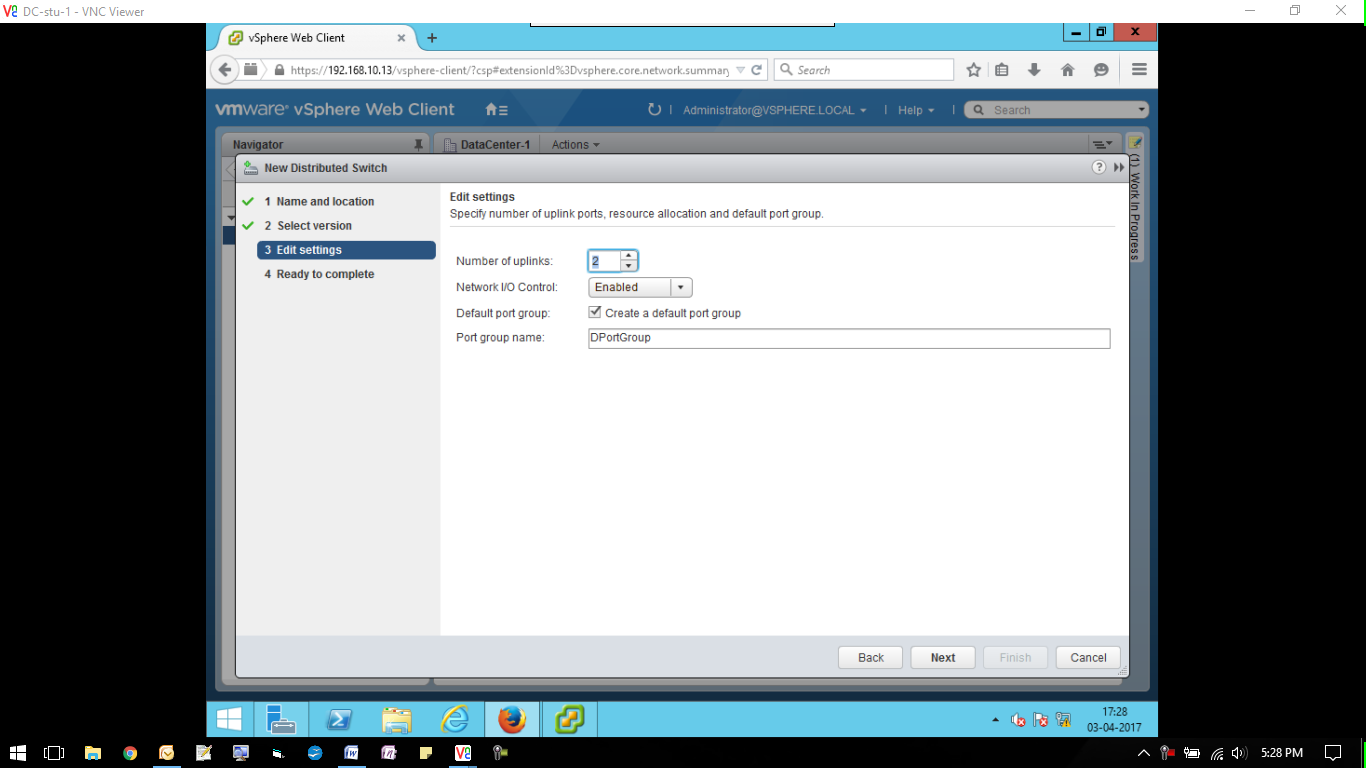 DC-stu-1 - VNC Viewer
vSphere Web Client
https://192.168.10.13/vsphere-client/?csp#extensionId%3Dvsphere.core.network.summary
Search
vmware® vSphere Web Client
Administrator@VSPHERE.LOCAL
Help
Search
Navigator
DataCenter-1
Actions
(1) Work In Progress
New Distributed Switch
1 Name and location
2 Select version
3 Edit settings
4 Ready to complete
Edit settings
Specify number of uplink ports, resource allocation and default port group.
Number of uplinks: 2
Network I/O Control: Enabled
Default port group: Create a default port group
Port group name: DPortGroup
Back Next Finish Cancel
17:28
03-04-2017
5:28 PM